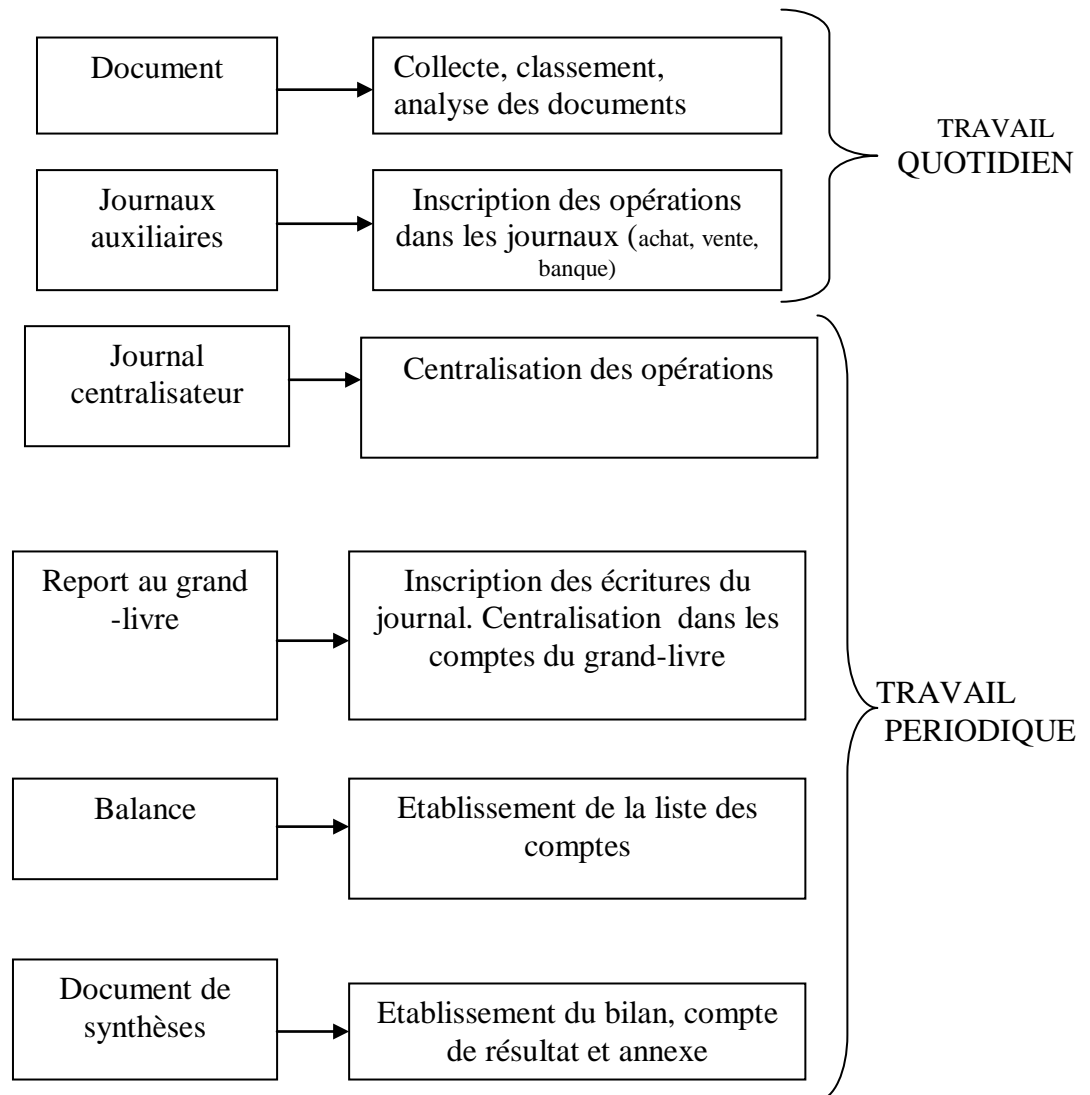 Document
Collecte, classement,
analyse des documents
TRAVAIL
QUOTIDIEN
Journaux
auxiliaires
Inscription des opérations
dans les journaux (achat, vente,
banque)
Journal
centralisateur
Centralisation des opérations
Report au grand
-livre
Inscription des écritures du
journal. Centralisation dans les
comptes du grand-livre
TRAVAIL
PERIODIQUE
Balance
Etablissement de la liste des
comptes
Document de
synthèses
Etablissement du bilan, compte
de résultat et annexe